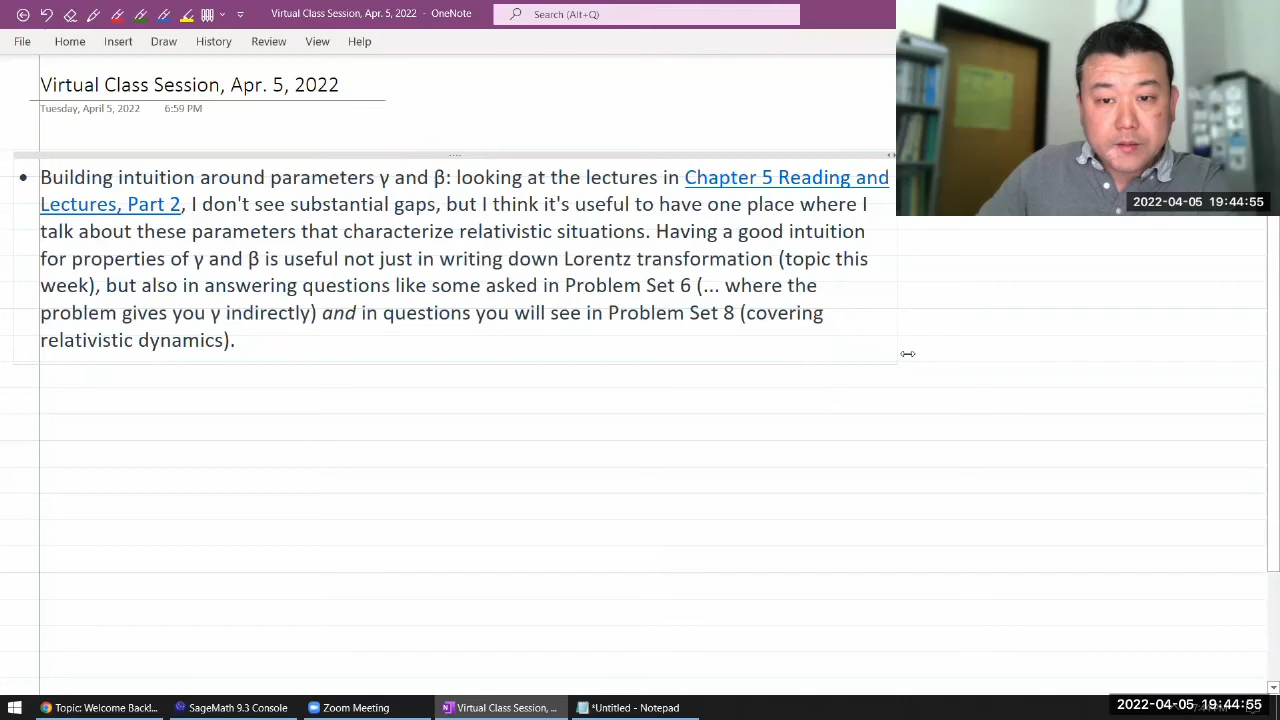 Virtual Class Session, Apr. 5, 2022 - OneNote
Search (Alt+Q)
File Home Insert Draw History Review View Help
Virtual Class Session, Apr. 5, 2022
Tuesday, April 5, 2022 6:59 PM
• Building intuition around parameters γ and β: looking at the lectures in Chapter 5 Reading and
Lectures, Part 2, I don't see substantial gaps, but I think it's useful to have one place where I
talk about these parameters that characterize relativistic situations. Having a good intuition
for properties of γ and β is useful not just in writing down Lorentz transformation (topic this
week), but also in answering questions like some asked in Problem Set 6 (... where the
problem gives you γ indirectly) and in questions you will see in Problem Set 8 (covering
relativistic dynamics).
2022-04-05 19:44:55
Topic: Welcome Back!... SageMath 9.3 Console Zoom Meeting Virtual Class Session, ... *Untitled - Notepad
2022-04-05 19:44:55